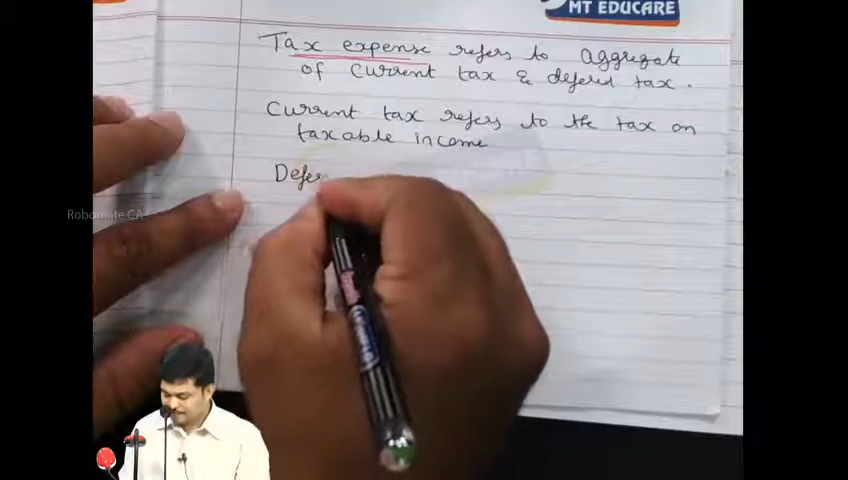 MT EDUCARE
Tax expense refers to aggregate
of current tax & defered tax.
Current tax refers to the tax on
taxable income
Defer
Robomate CA